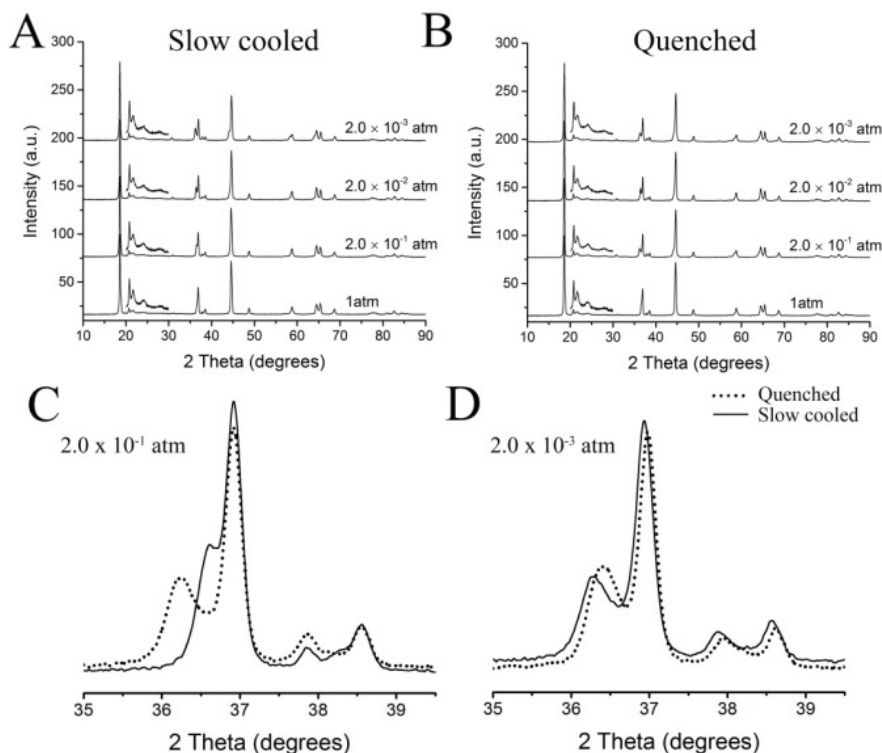 A
Slow cooled
300
250
200
150
100
50
Intensity (a.u.)
2.0 × 10⁻³ atm
2.0 × 10⁻² atm
2.0 × 10⁻¹ atm
1atm
10 20 30 40 50 60 70 80 90
2 Theta (degrees)
B
Quenched
300
250
200
150
100
50
Intensity (a.u.)
2.0 × 10⁻³ atm
2.0 × 10⁻² atm
2.0 × 10⁻¹ atm
1atm
10 20 30 40 50 60 70 80 90
2 Theta (degrees)
C
2.0 x 10⁻¹ atm
35 36 37 38 39
2 Theta (degrees)
D
Quenched
Slow cooled
2.0 x 10⁻³ atm
35 36 37 38 39
2 Theta (degrees)